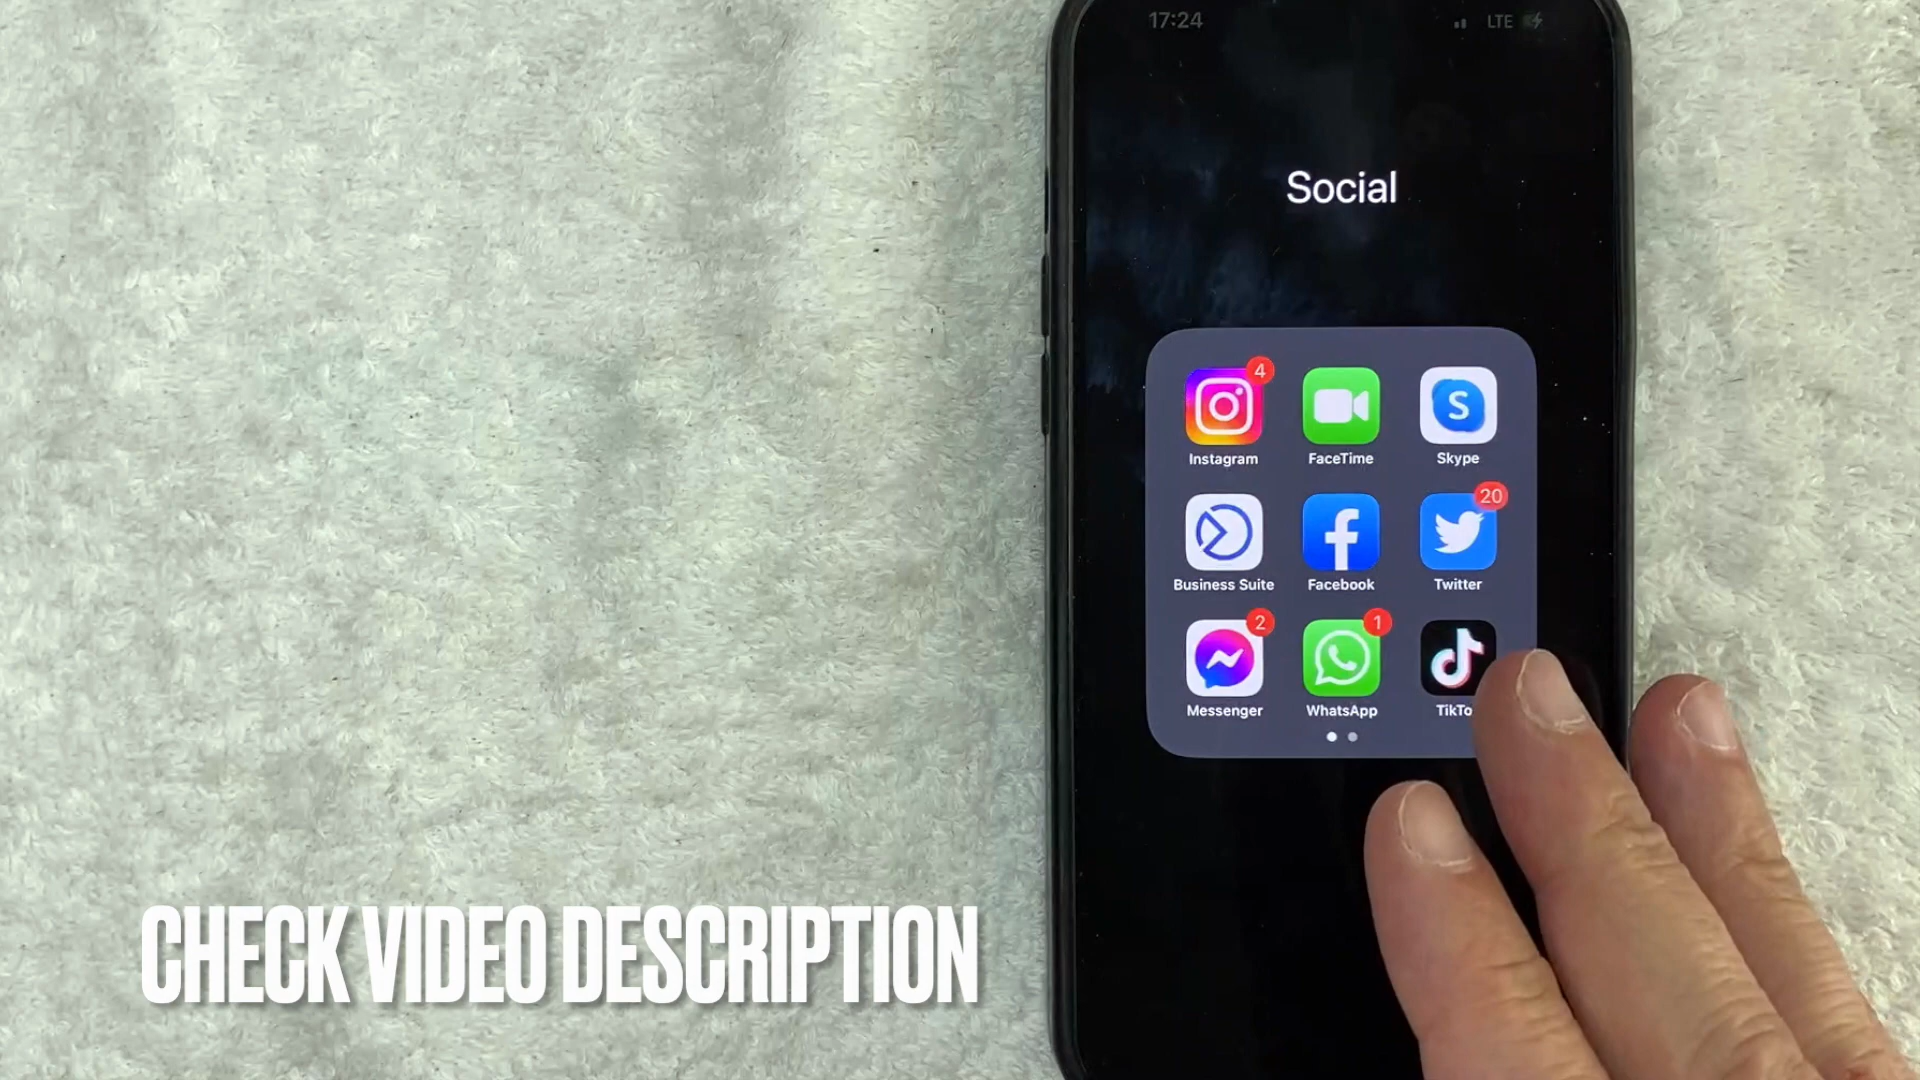 17:24 LTE
Social
4
Instagram FaceTime Skype
20
Business Suite Facebook Twitter
2 1
Messenger WhatsApp TikTo
CHECK VIDEO DESCRIPTION